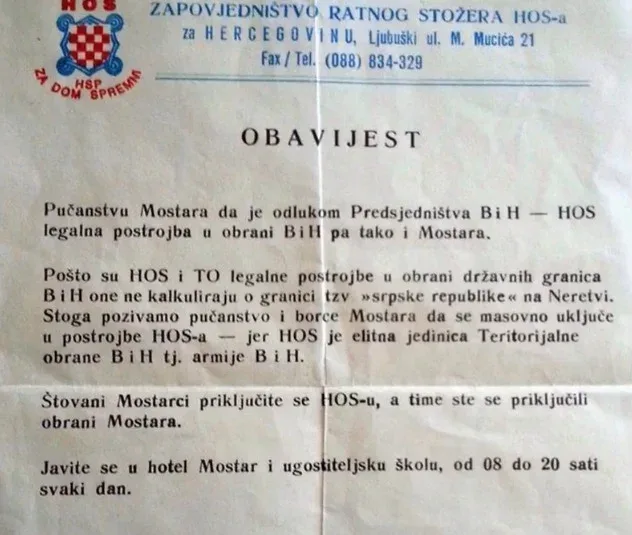 HOS
HSP
ZA DOM SPREMNI
ZAPOVJEDNIŠTVO RATNOG STOŽERA HOS-a
za HERCEGOVINU, Ljubuški ul. M. Mucića 21
Fax / Tel. (088) 834-329
OBAVIJEST
Pučanstvu Mostara da je odlukom Predsjedništva BiH — HOS
legalna postrojba u obrani BiH pa tako i Mostara.
Pošto su HOS i TO legalne postrojbe u obrani državnih granica
BiH one ne kalkuliraju o granici tzv »srpske republike« na Neretvi.
Stoga pozivamo pučanstvo i borce Mostara da se masovno uključe
u postrojbe HOS-a — jer HOS je elitna jedinica Teritorijalne
obrane BiH tj. armije BiH.
Štovani Mostarci priključite se HOS-u, a time ste se priključili
obrani Mostara.
Javite se u hotel Mostar i ugostiteljsku školu, od 08 do 20 sati
svaki dan.